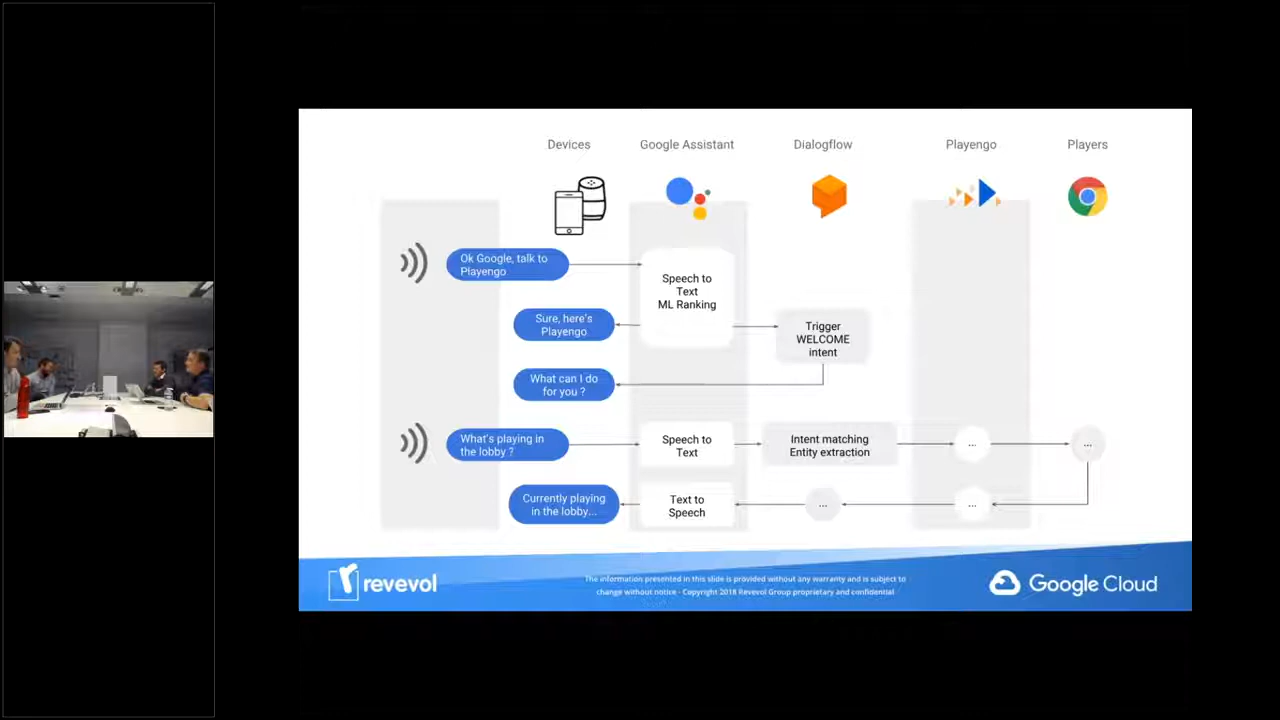 Devices
Google Assistant
Dialogflow
Playengo
Players
Ok Google, talk to
Playengo
Speech to
Text
ML Ranking
Sure, here's
Playengo
Trigger
WELCOME
intent
What can I do
for you ?
What's playing in
the lobby ?
Speech to
Text
Intent matching
Entity extraction
...
...
Currently playing
in the lobby...
Text to
Speech
...
...
revevol
The information presented in this slide is provided without any warranty and is subject to
change without notice - Copyright 2018 Revevol Group proprietary and confidential
Google Cloud